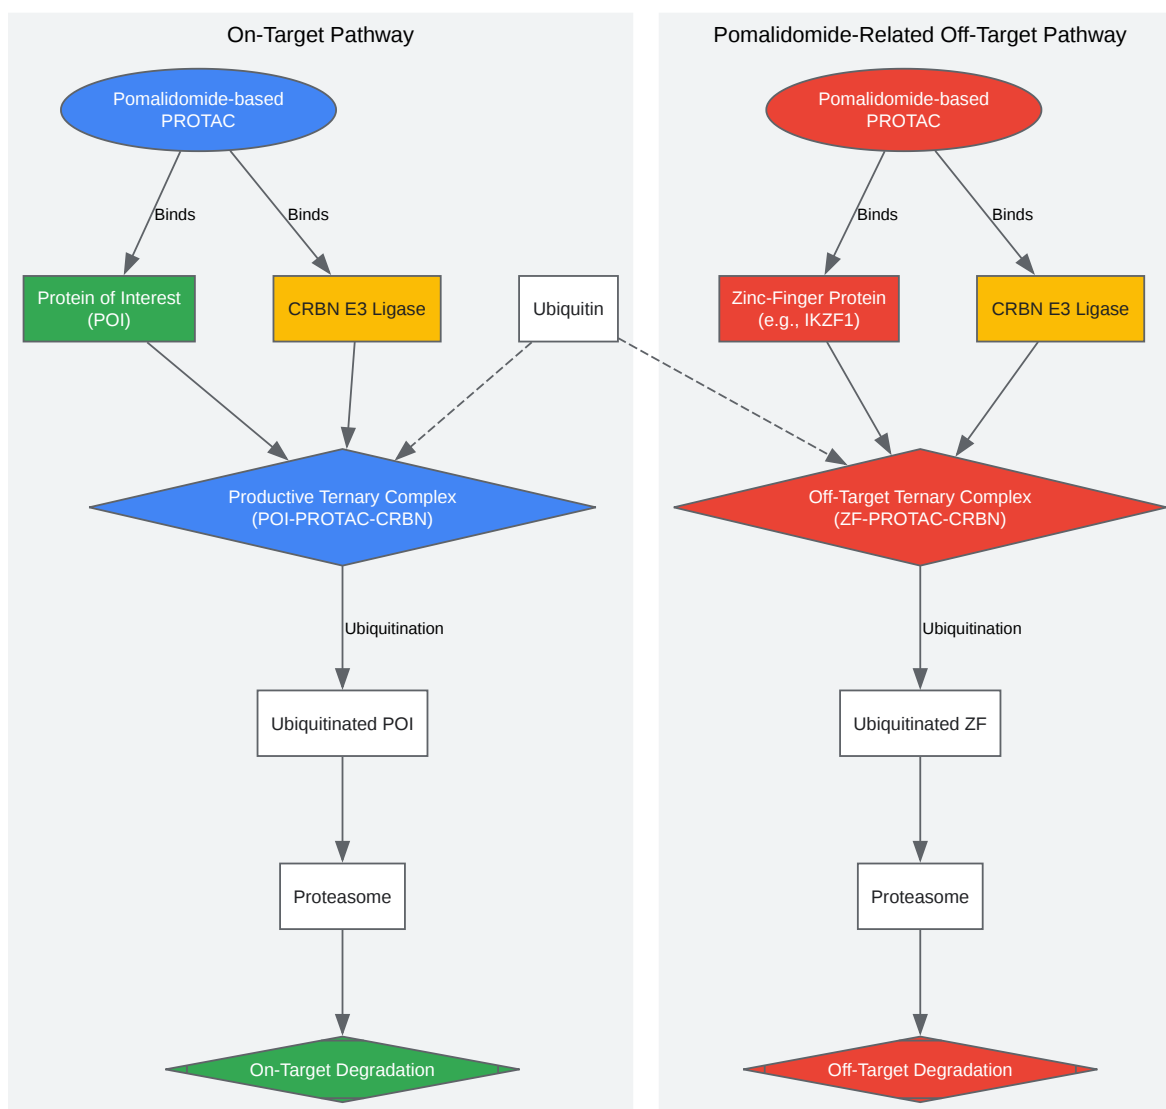 On-Target Pathway
Pomalidomide-based
PROTAC
Binds
Binds
Protein of Interest
(POI)
CRBN E3 Ligase
Ubiquitin
Productive Ternary Complex
(POI-PROTAC-CRBN)
Ubiquitination
Ubiquitinated POI
Proteasome
On-Target Degradation
Pomalidomide-Related Off-Target Pathway
Pomalidomide-based
PROTAC
Binds
Binds
Zinc-Finger Protein
(e.g., IKZF1)
CRBN E3 Ligase
Off-Target Ternary Complex
(ZF-PROTAC-CRBN)
Ubiquitination
Ubiquitinated ZF
Proteasome
Off-Target Degradation